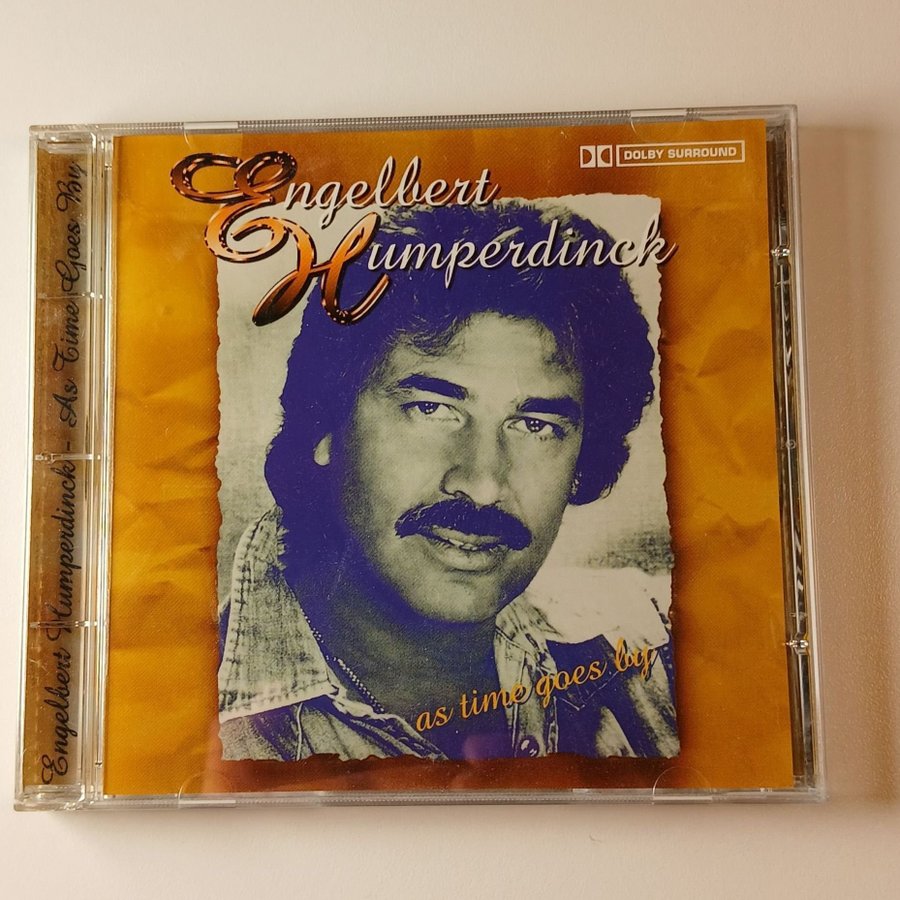 Engelbert
Humperdinck
DOLBY SURROUND
as time goes by
Engelbert Humperdinck - As Time Goes By